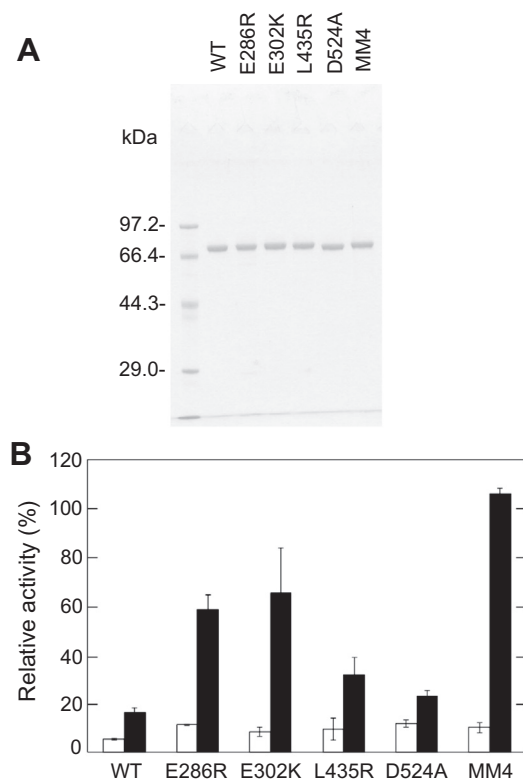 A
WT E286R E302K L435R D524A MM4
kDa
97.2-
66.4-
44.3-
29.0-
B
Relative activity (%)
120
100
80
60
40
20
0
WT E286R E302K L435R D524A MM4